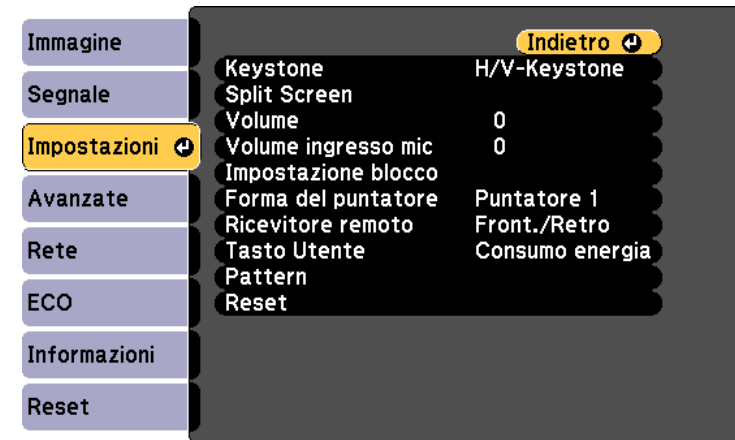 Immagine
Segnale
Impostazioni
Avanzate
Rete
ECO
Informazioni
Reset
Indietro
Keystone H/V-Keystone
Split Screen
Volume 0
Volume ingresso mic 0
Impostazione blocco
Forma del puntatore Puntatore 1
Ricevitore remoto Front./Retro
Tasto Utente Consumo energia
Pattern
Reset